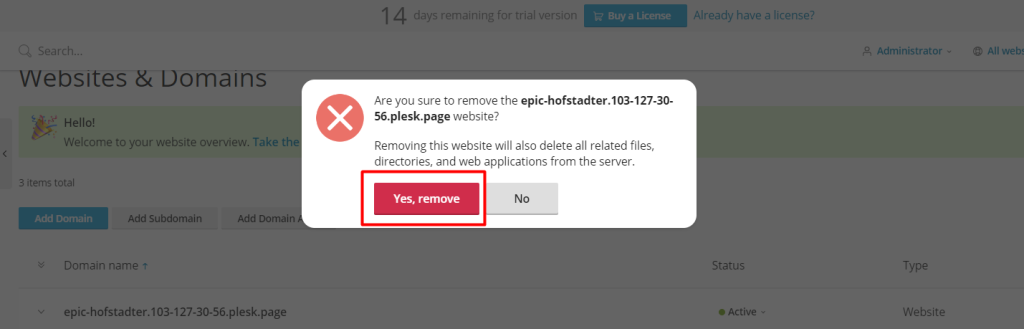 14 days remaining for trial version Buy a License Already have a license?
Search... Administrator All webs
Websites & Domains
Hello!
Welcome to your website overview. Take the
3 items total
Add Domain Add Subdomain Add Domain A
Are you sure to remove the epic-hofstadter.103-127-30-
56.plesk.page website?
Removing this website will also delete all related files,
directories, and web applications from the server.
Yes, remove No
Domain name ↑ Status Type
epic-hofstadter.103-127-30-56.plesk.page Active Website